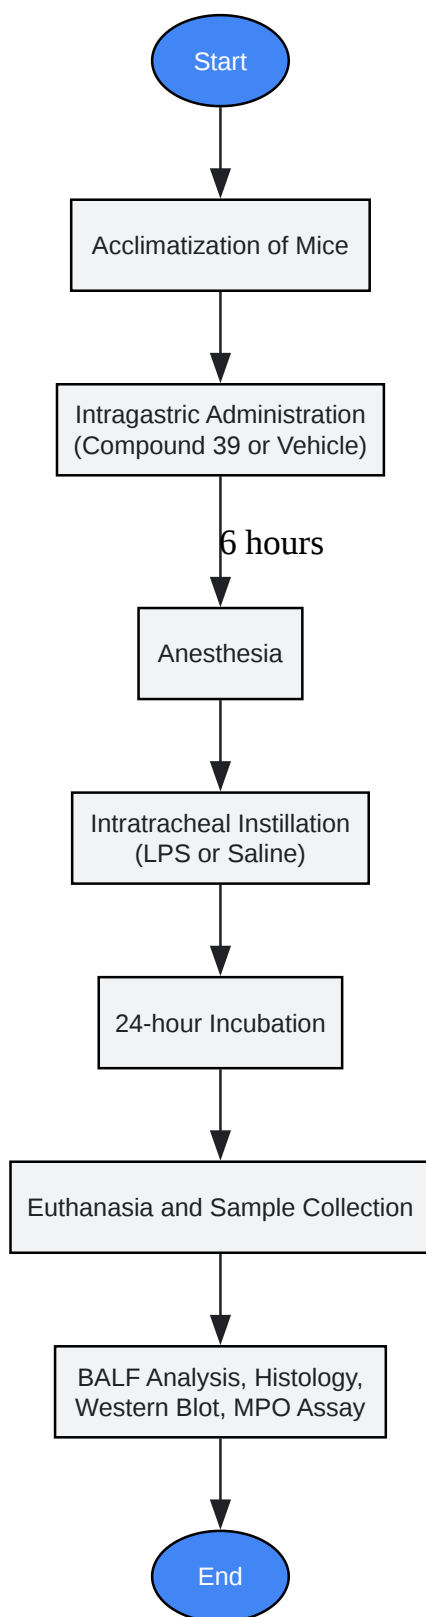 Start
Acclimatization of Mice
Intragastric Administration
(Compound 39 or Vehicle)
6 hours
Anesthesia
Intratracheal Instillation
(LPS or Saline)
24-hour Incubation
Euthanasia and Sample Collection
BALF Analysis, Histology,
Western Blot, MPO Assay
End